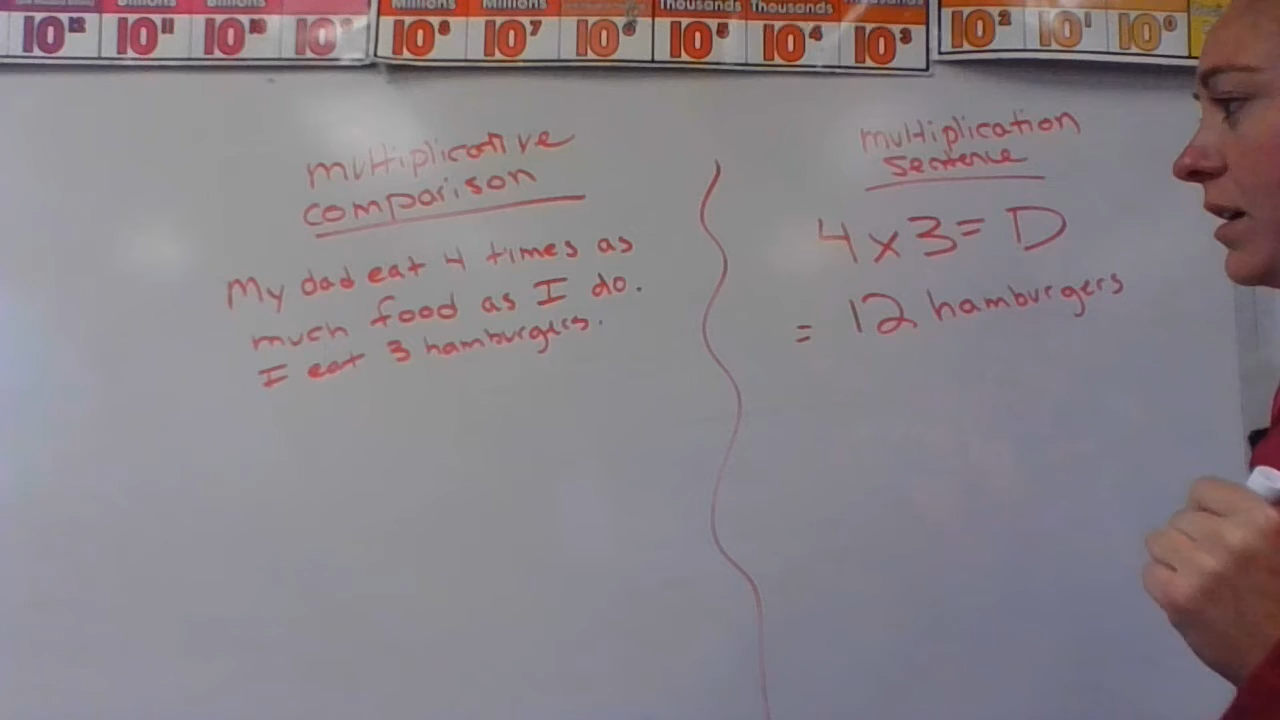 Millions Millions Thousands Thousands
10¹² 10¹¹ 10¹⁰ 10⁹ 10⁸ 10⁷ 10⁶ 10⁵ 10⁴ 10³ 10² 10¹ 10⁰
multiplicative
comparison
My dad eat 4 times as
much food as I do.
I eat 3 hamburgers.
multiplication
sentence
4 x 3 = D
= 12 hamburgers